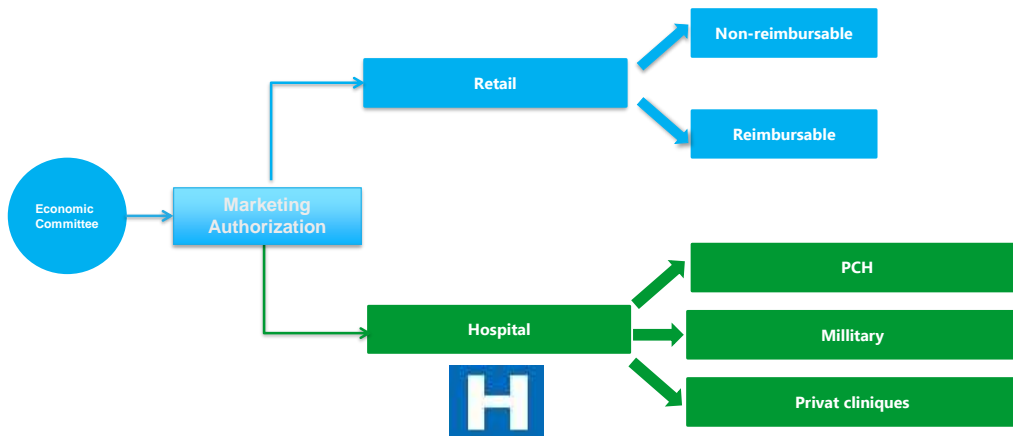 Non-reimbursable
Retail
Reimbursable
Economic
Committee
Marketing
Authorization
PCH
Hospital
Millitary
H
Privat cliniques